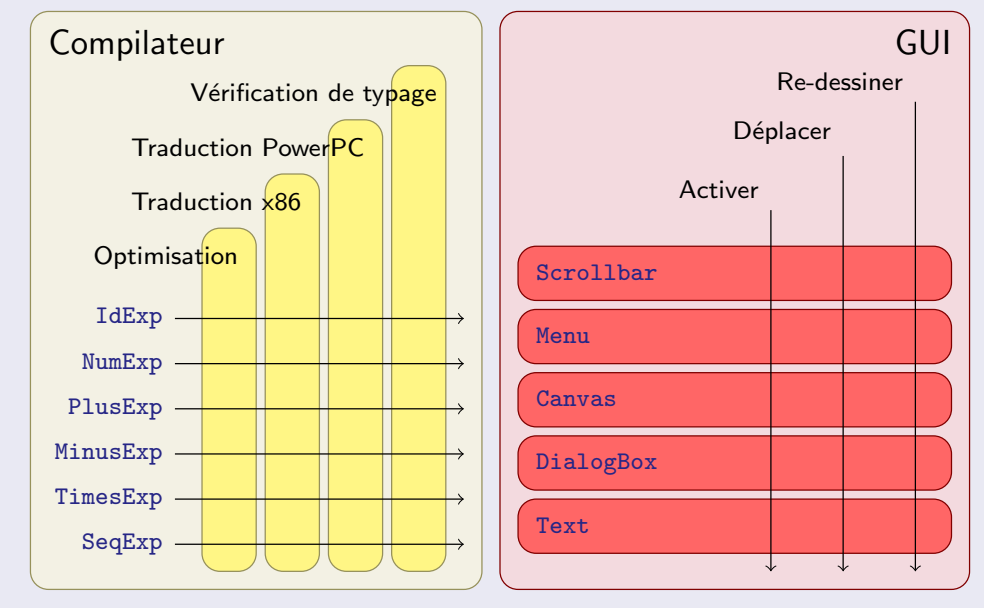 Compilateur
Vérification de typage
Traduction PowerPC
Traduction x86
Optimisation
IdExp
NumExp
PlusExp
MinusExp
TimesExp
SeqExp
GUI
Re-dessiner
Déplacer
Activer
Scrollbar
Menu
Canvas
DialogBox
Text